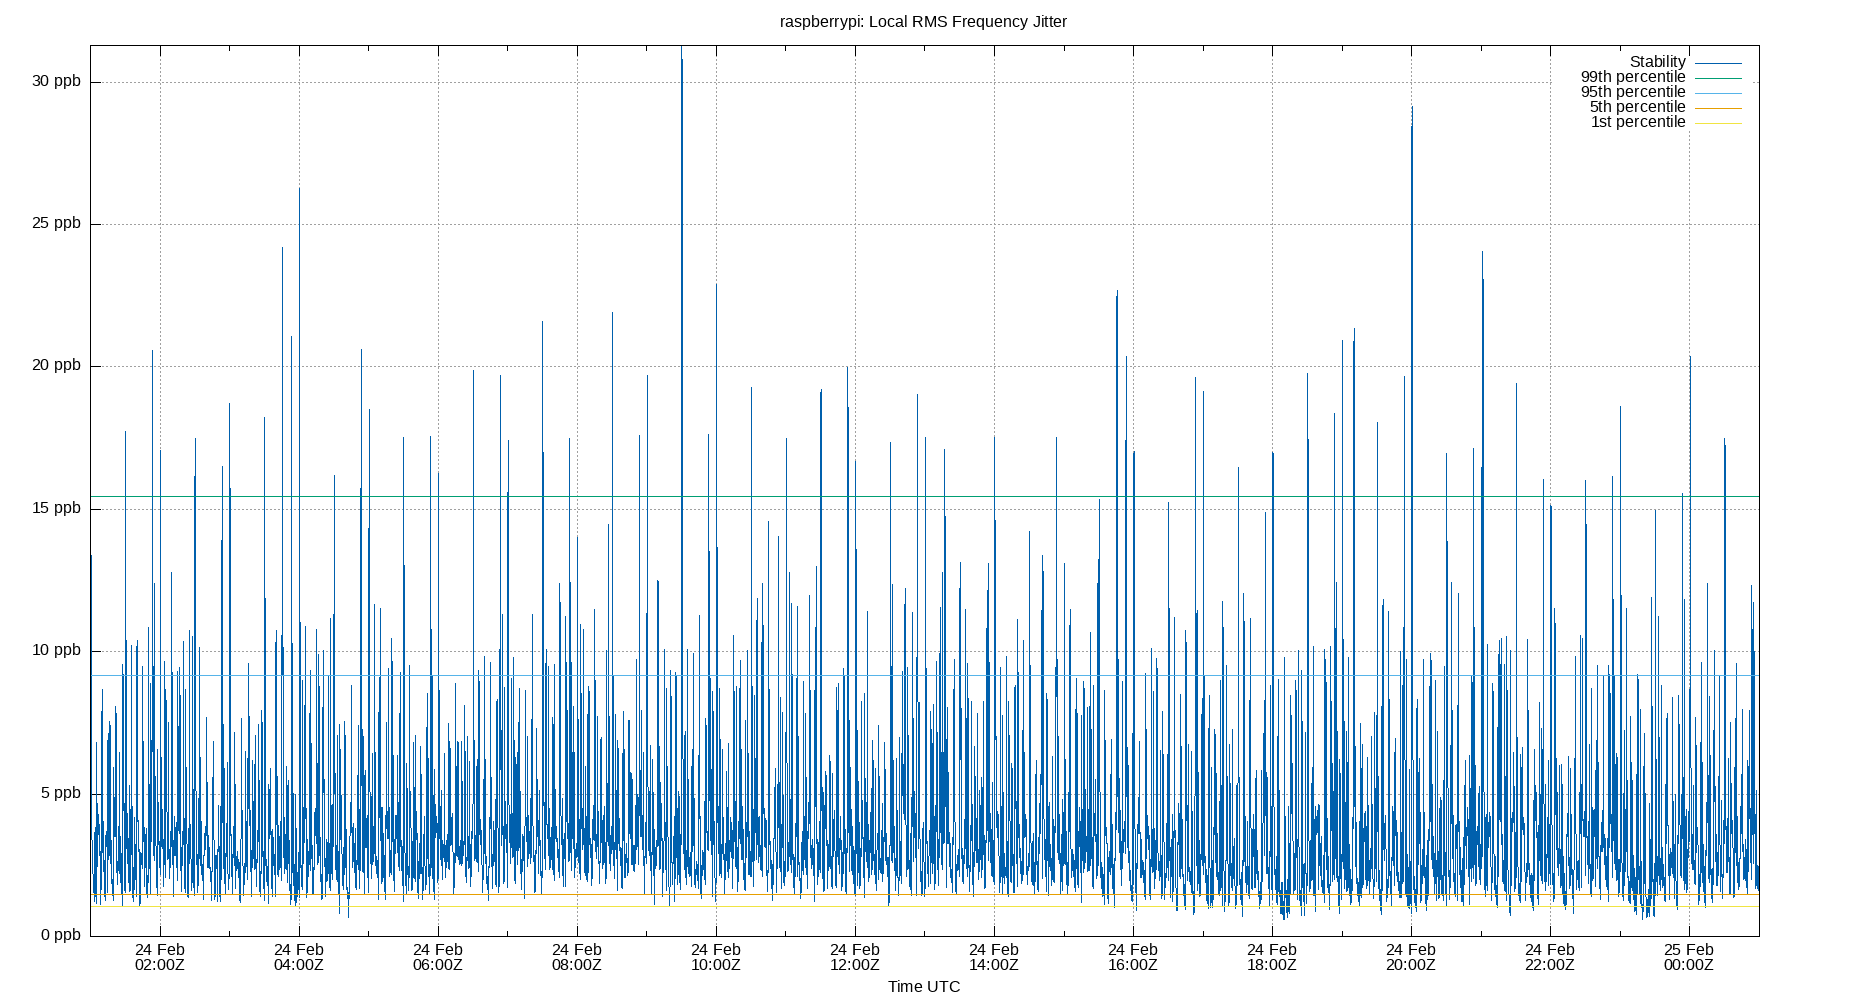 raspberrypi: Local RMS Frequency Jitter
30 ppb
25 ppb
20 ppb
15 ppb
10 ppb
5 ppb
0 ppb
Stability
99th percentile
95th percentile
5th percentile
1st percentile
24 Feb
02:00Z
24 Feb
04:00Z
24 Feb
06:00Z
24 Feb
08:00Z
24 Feb
10:00Z
24 Feb
12:00Z
24 Feb
14:00Z
24 Feb
16:00Z
24 Feb
18:00Z
24 Feb
20:00Z
24 Feb
22:00Z
25 Feb
00:00Z
Time UTC